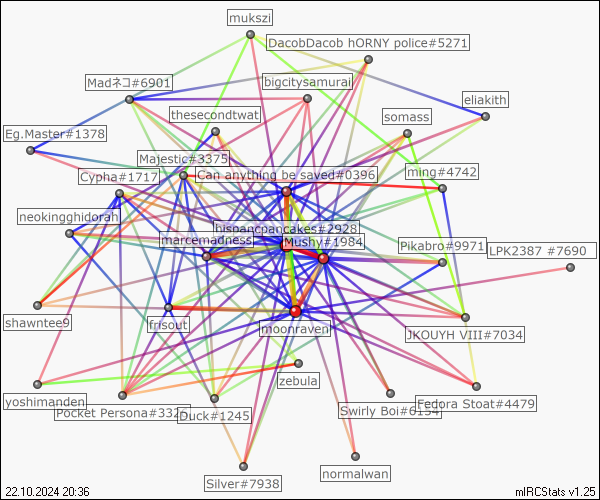 mukszi
DacobDacob hORNY police#5271
Madネコ#6901
bigcitysamurai
eliakith
thesecondtwat
somass
Eg.Master#1378
Majestic#3375
ming#4742
Cypha#1717
Can anything be saved#0396
neokingghidorah
hispancpancakes#2928
marcemadness
Mushy#1984
Pikabro#9971
LPK2387 #7690
shawntee9
frisout
moonraven
JKOUYH VIII#7034
zebula
yoshimanden
Pocket Persona#332
Duck#1245
Swirly Boi#6134
Fedora Stoat#4479
Silver#7938
normalwan
22.10.2024 20:36
mIRCStats v1.25